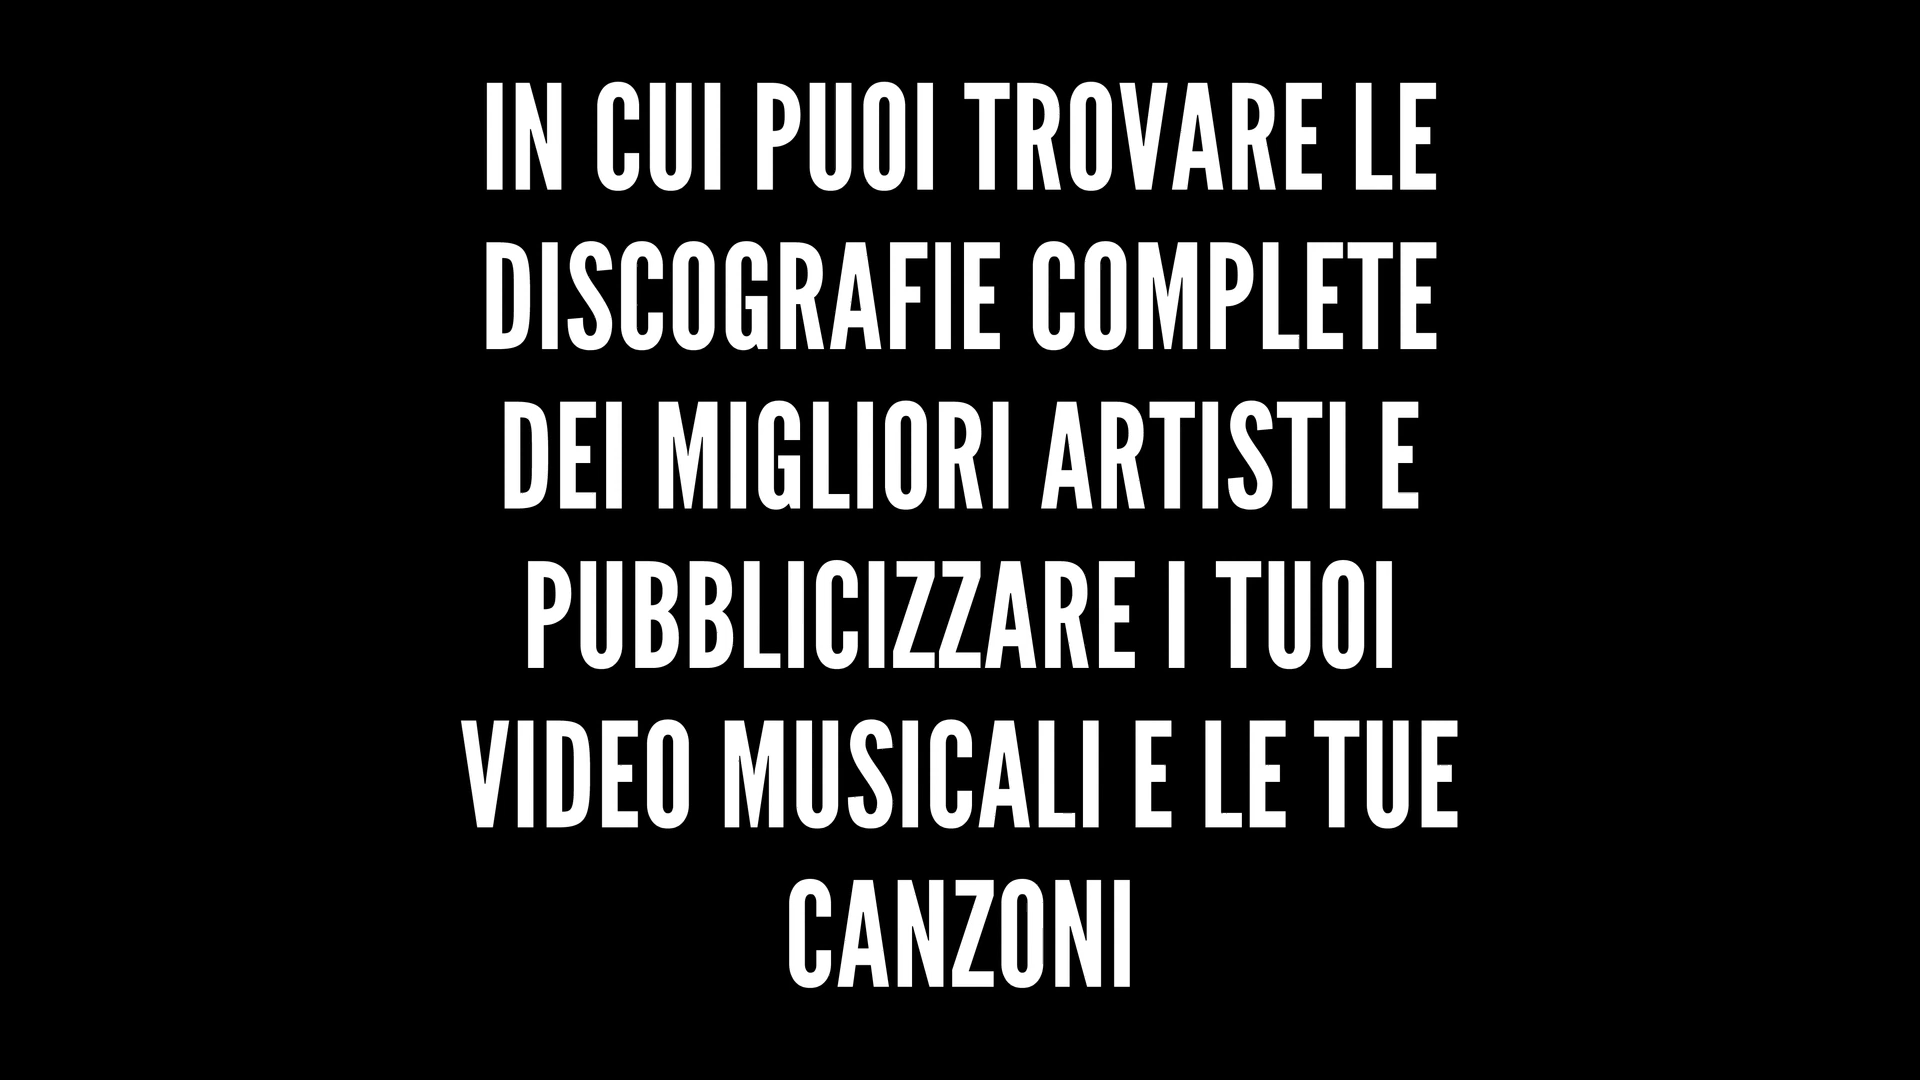 IN CUI PUOI TROVARE LE
DISCOGRAFIE COMPLETE
DEI MIGLIORI ARTISTI E
PUBBLICIZZARE I TUOI
VIDEO MUSICALI E LE TUE
CANZONI